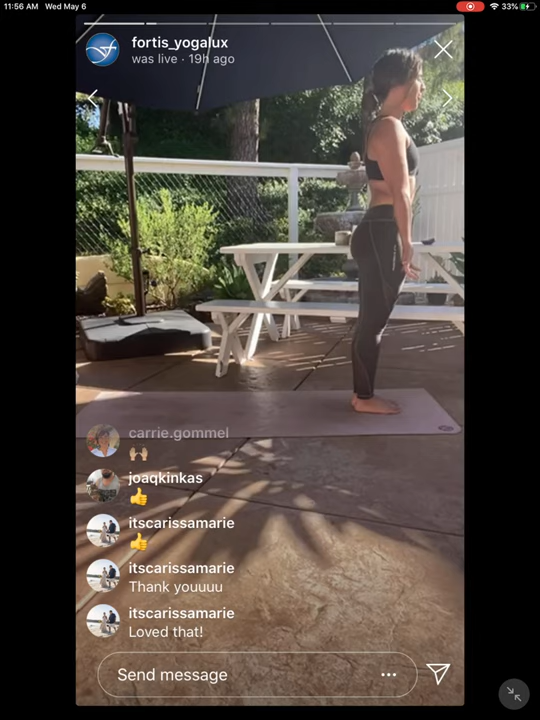 11:56 AM Wed May 6
33%
fortis_yogalux
was live · 19h ago
carrie.gommel
joaqkinkas
itscarissamarie
itscarissamarie
Thank youuuu
itscarissamarie
Loved that!
Send message